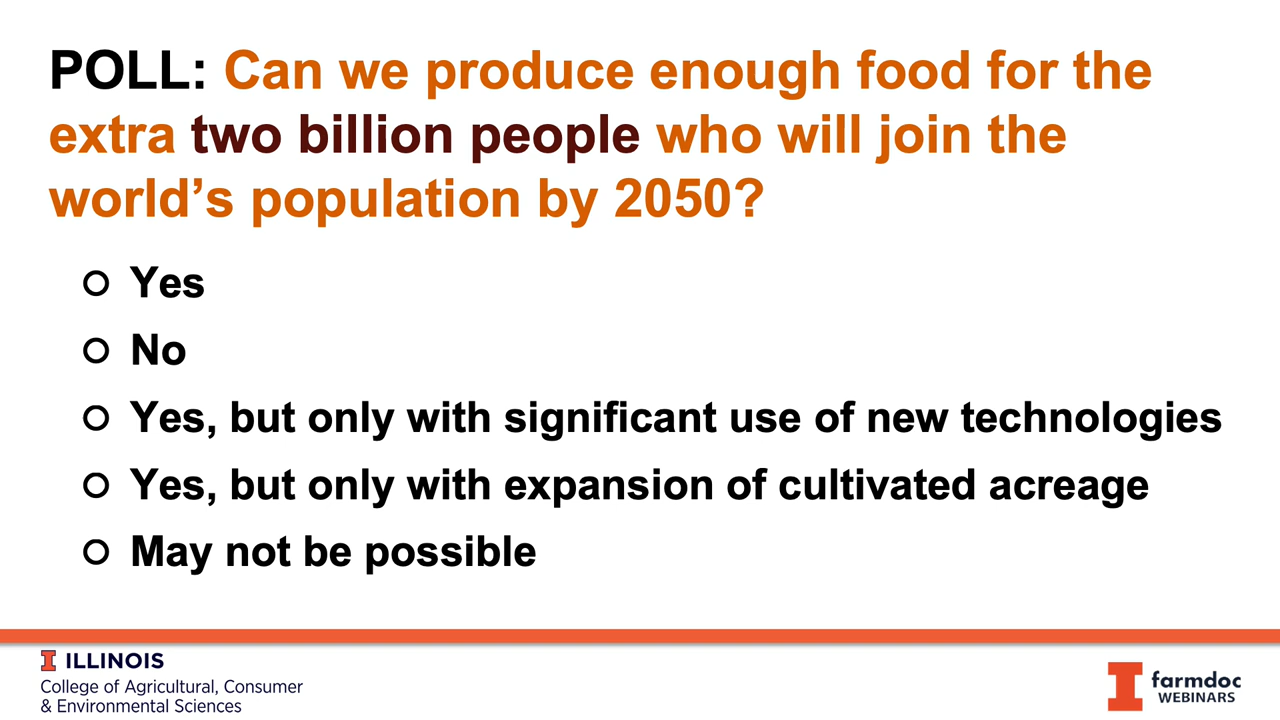 POLL: Can we produce enough food for the
extra two billion people who will join the
world’s population by 2050?
Yes
No
Yes, but only with significant use of new technologies
Yes, but only with expansion of cultivated acreage
May not be possible
I ILLINOIS
College of Agricultural, Consumer
& Environmental Sciences
I farmdoc
WEBINARS